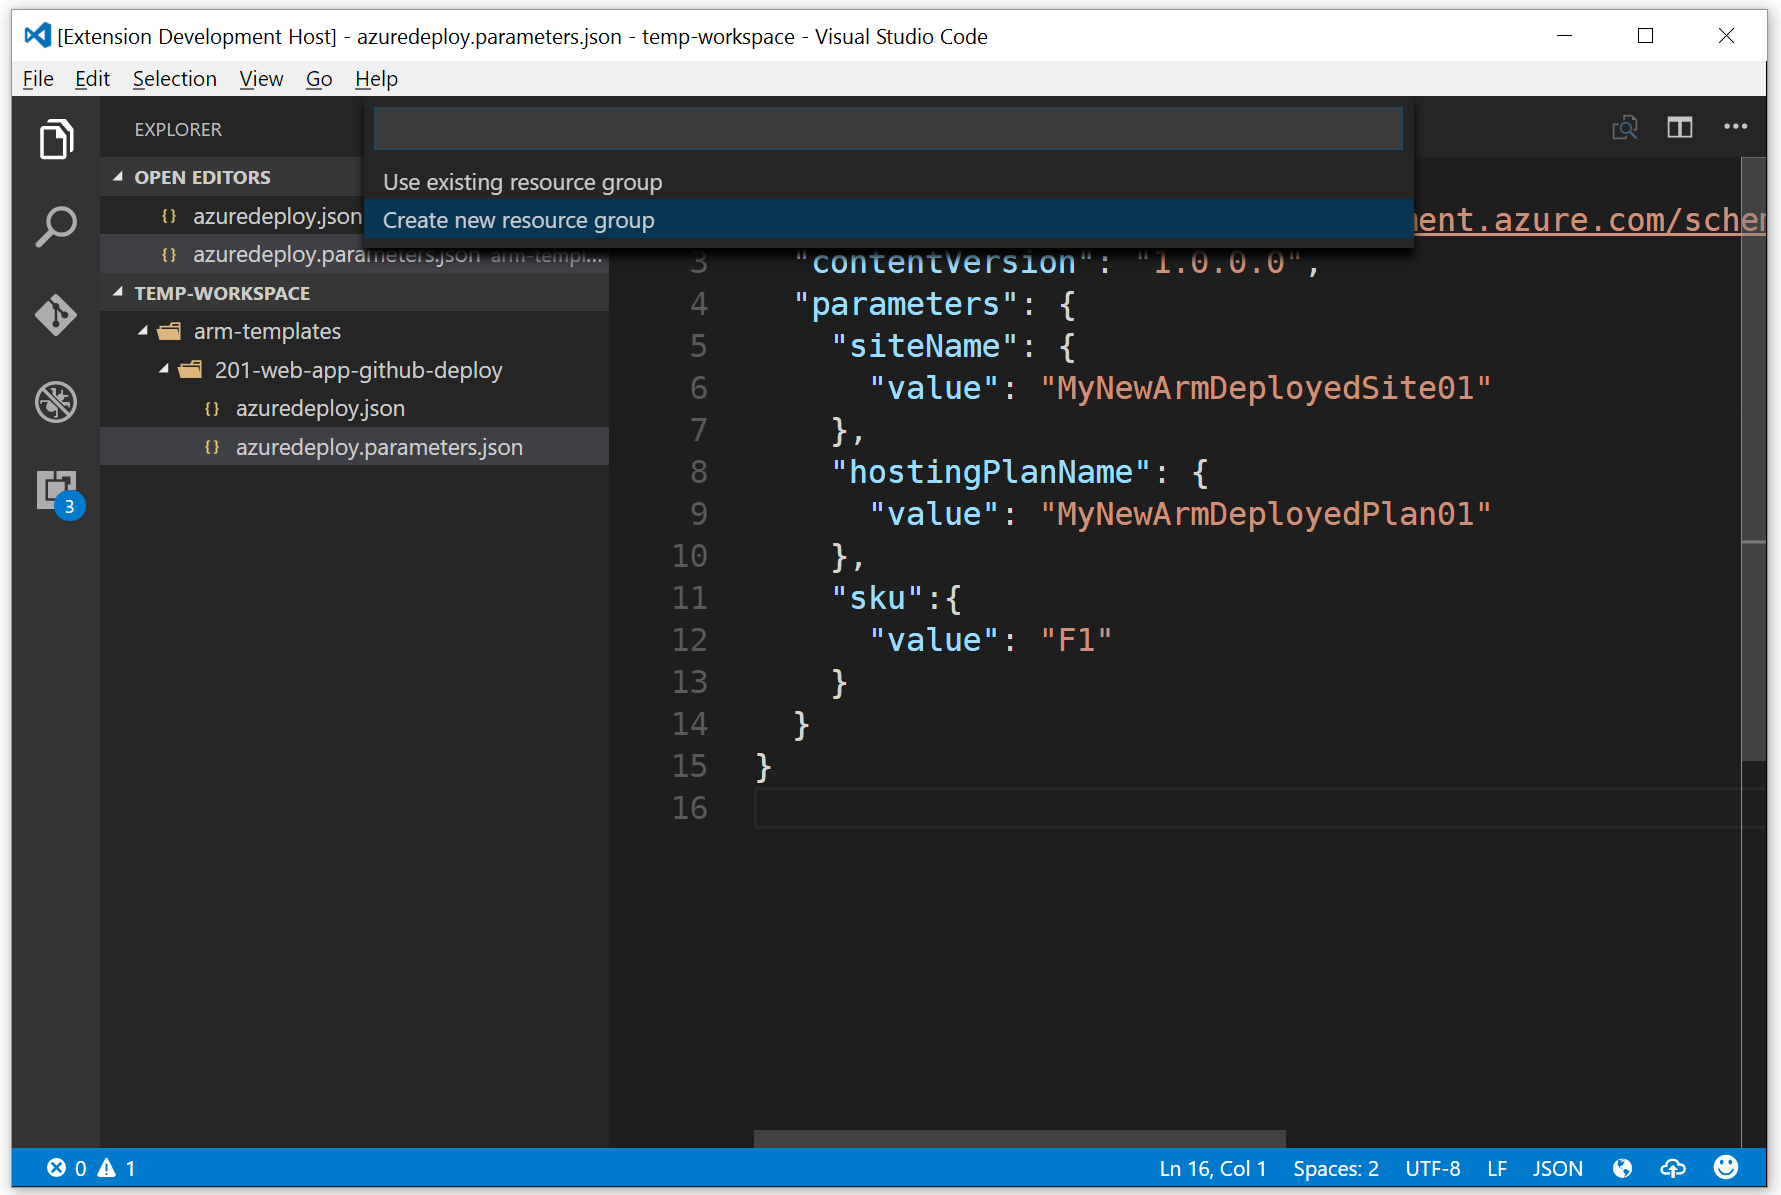 [Extension Development Host] - azuredeploy.parameters.json - temp-workspace - Visual Studio Code
File Edit Selection View Go Help
EXPLORER
OPEN EDITORS
{} azuredeploy.json
{} azuredeploy.parameters.json arm-templ...
TEMP-WORKSPACE
arm-templates
201-web-app-github-deploy
{} azuredeploy.json
{} azuredeploy.parameters.json
3
Use existing resource group
Create new resource group
ment.azure.com/schem
3 "contentVersion": "1.0.0.0",
4 "parameters": {
5 "siteName": {
6 "value": "MyNewArmDeployedSite01"
7 },
8 "hostingPlanName": {
9 "value": "MyNewArmDeployedPlan01"
10 },
11 "sku":{
12 "value": "F1"
13 }
14 }
15 }
16
0 1 Ln 16, Col 1 Spaces: 2 UTF-8 LF JSON